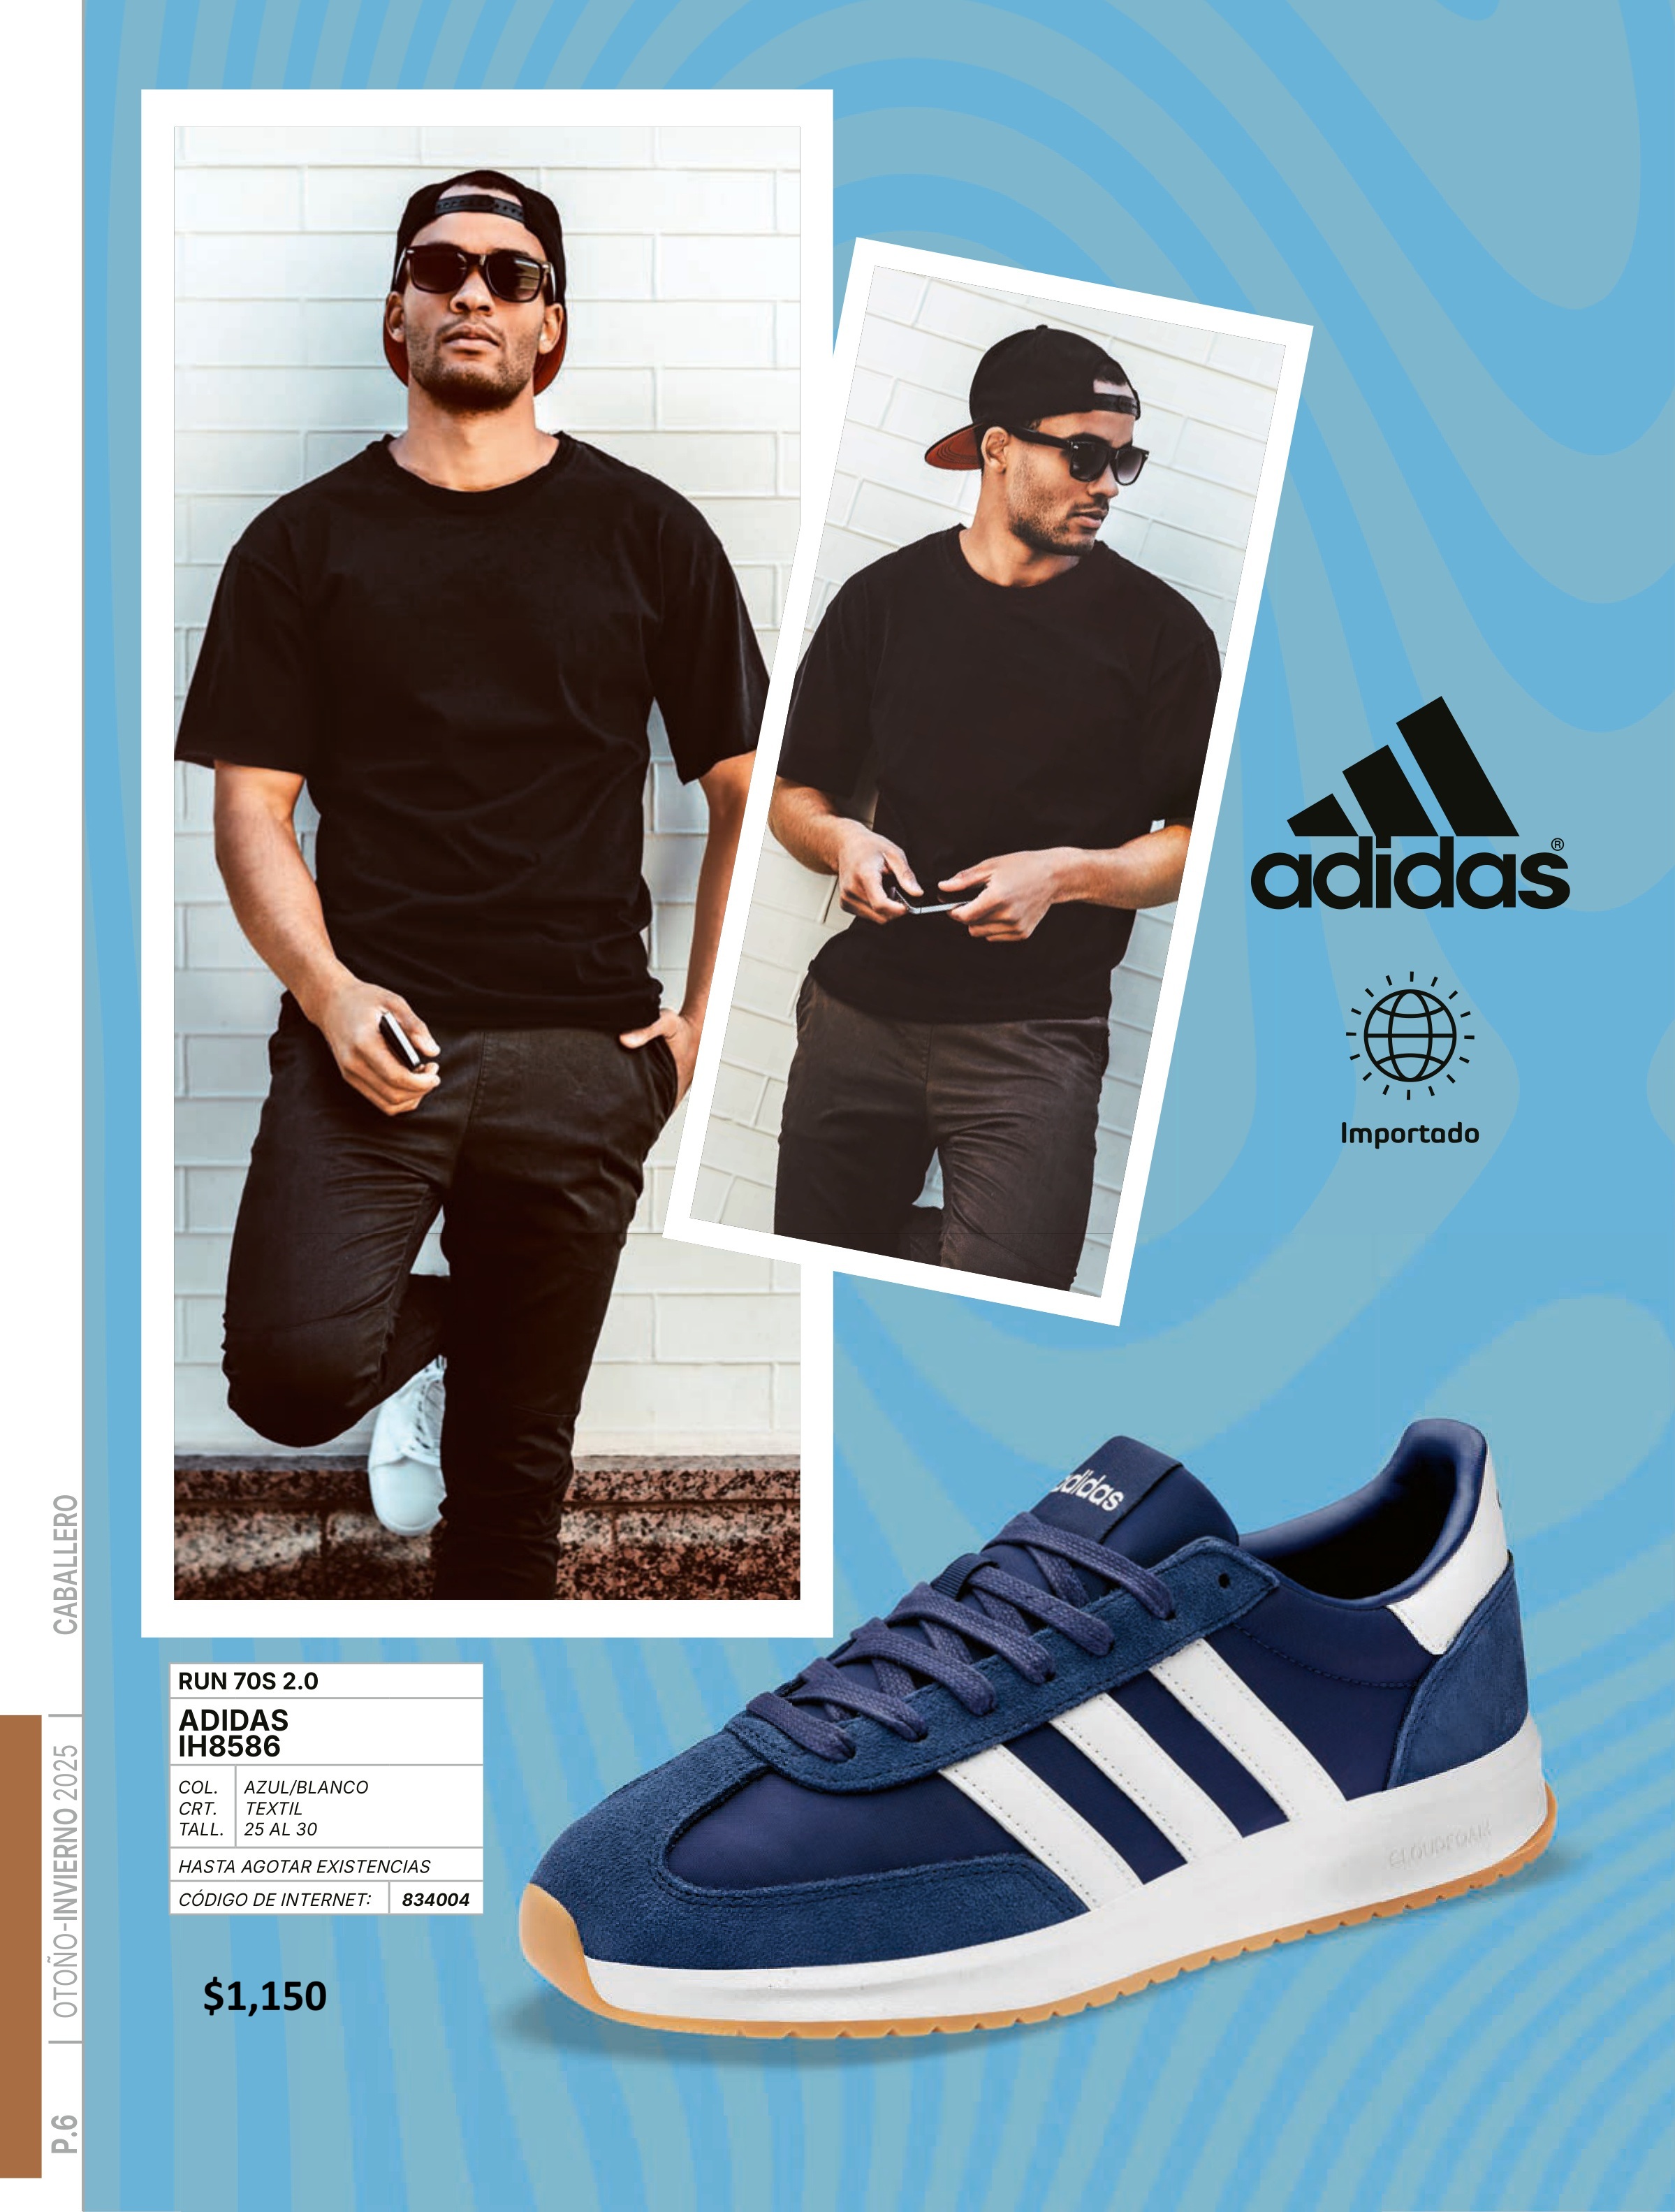 adidas®
Importado
adidas
CLOUDFOAM
RUN 70S 2.0
ADIDAS
IH8586
COL. AZUL/BLANCO
CRT. TEXTIL
TALL. 25 AL 30
HASTA AGOTAR EXISTENCIAS
CÓDIGO DE INTERNET: 834004
$1,150
P.6 | OTOÑO-INVIERNO 2025 | CABALLERO